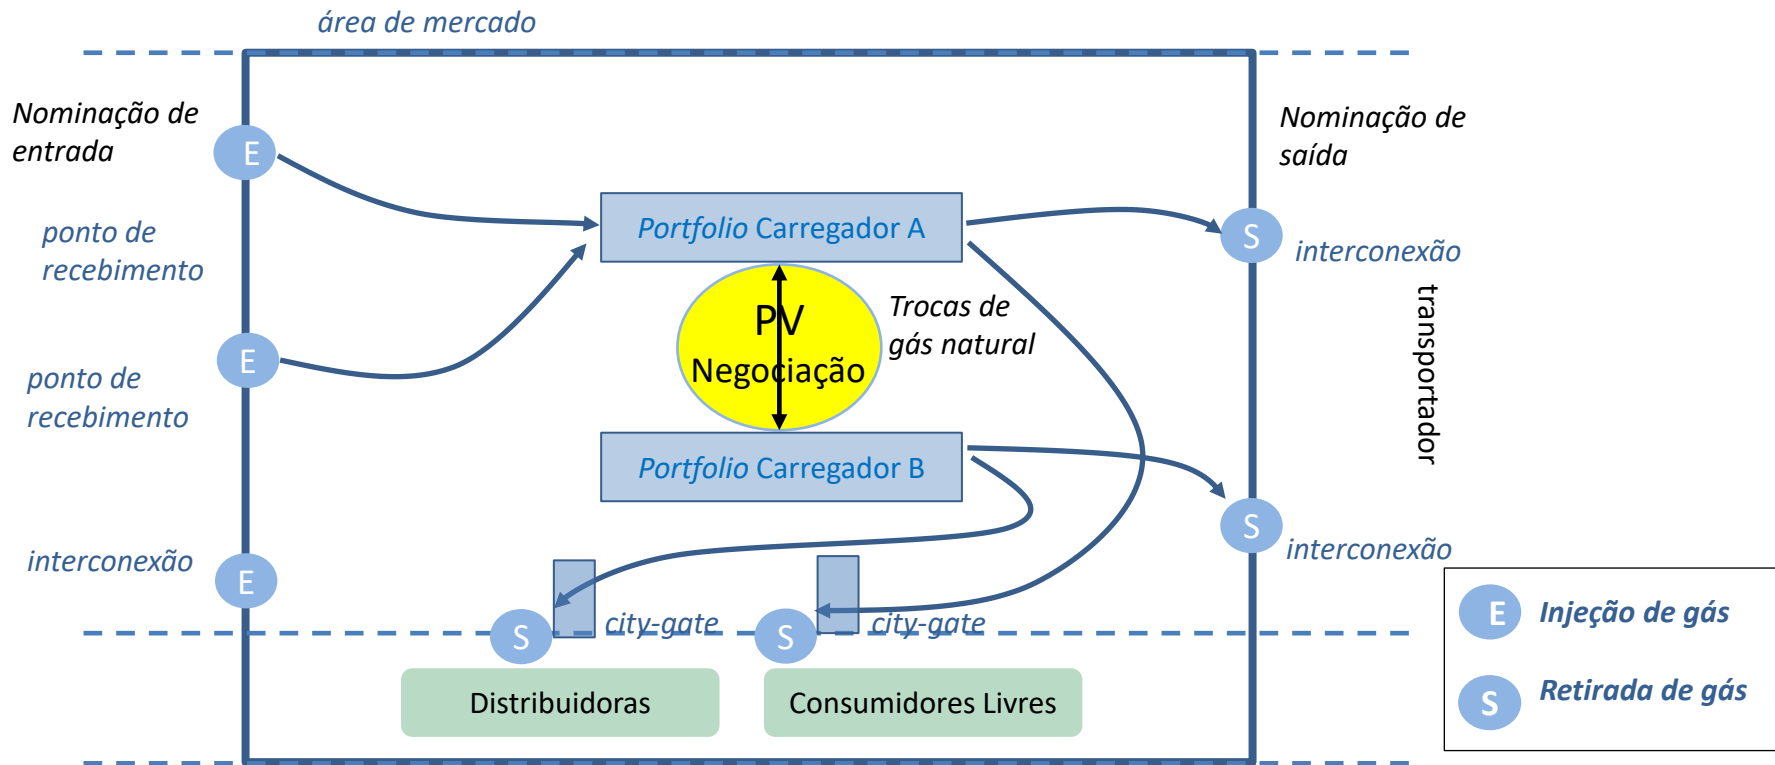 área de mercado
Nominação de
entrada
E
Nominação de
saída
ponto de
recebimento
Portfolio Carregador A
S
interconexão
PV
Negociação
Trocas de
gás natural
transportador
E
ponto de
recebimento
Portfolio Carregador B
S
interconexão
interconexão
E
S
city-gate
S
city-gate
Distribuidoras
Consumidores Livres
E
Injeção de gás
S
Retirada de gás